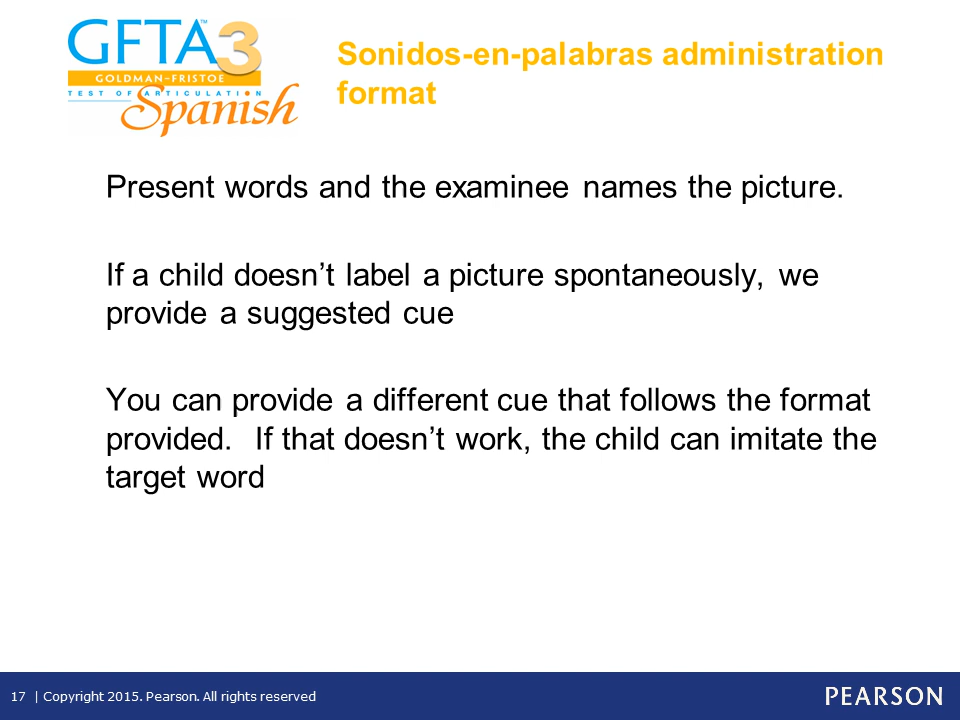 GFTA 3
GOLDMAN-FRISTOE
TEST OF ARTICULATION
Spanish
Sonidos-en-palabras administration
format
Present words and the examinee names the picture.
If a child doesn’t label a picture spontaneously, we
provide a suggested cue
You can provide a different cue that follows the format
provided. If that doesn’t work, the child can imitate the
target word
17 | Copyright 2015. Pearson. All rights reserved
PEARSON